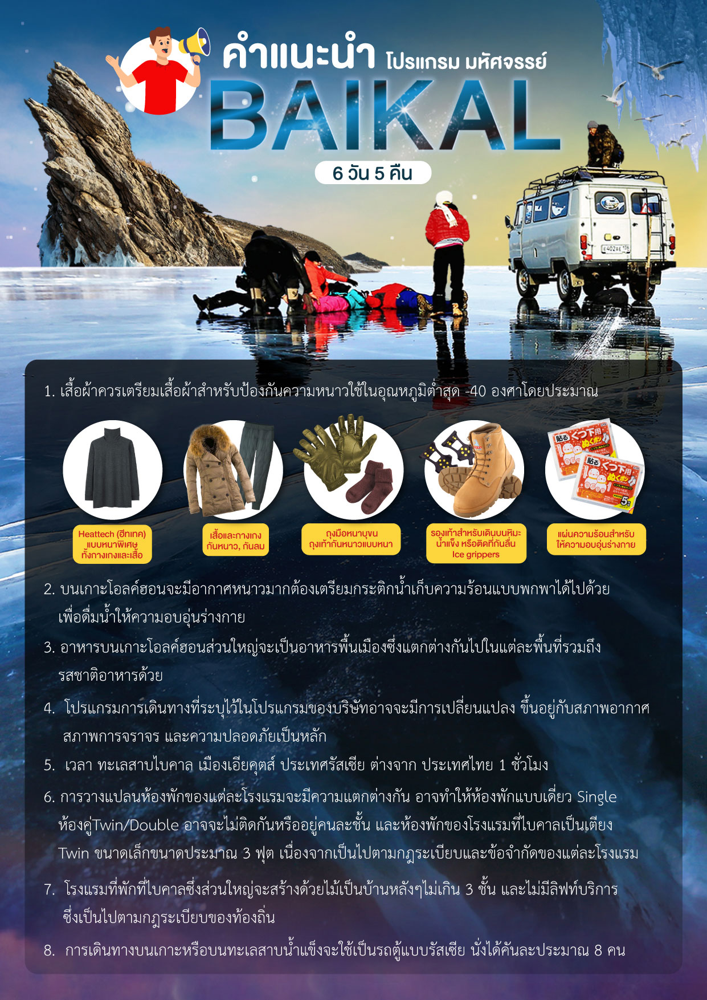 คำแนะนำ โปรแกรม มหัศจรรย์
BAIKAL
6 วัน 5 คืน
E402AE
1. เสื้อผ้าควรเตรียมเสื้อผ้าสำหรับป้องกันความหนาวใช้ในอุณหภูมิต่ำสุด -40 องศาโดยประมาณ
貼る くつ下用
ぬくポン
貼る くつ下用
ぬくポン
5
Heattech (ฮีทเทค)
แบบหนาพิเศษ
ทั้งกางเกงและเสื้อ
เสื้อและกางเกง
กันหนาว, กันลม
ถุงมือหนาบุขน
ถุงเท้ากันหนาวแบบหนา
รองเท้าสำหรับเดินบนหิมะ
น้ำแข็ง หรือติดที่กันลื่น
Ice grippers
แผ่นความร้อนสำหรับ
ให้ความอบอุ่นร่างกาย
2. บนเกาะโอลค์ฮอนจะมีอากาศหนาวมากต้องเตรียมกระติกน้ำเก็บความร้อนแบบพกพาได้ไปด้วย
เพื่อดื่มน้ำให้ความอบอุ่นร่างกาย
3. อาหารบนเกาะโอลค์ฮอนส่วนใหญ่จะเป็นอาหารพื้นเมืองซึ่งแตกต่างกันไปในแต่ละพื้นที่รวมถึง
รสชาติอาหารด้วย
4. โปรแกรมการเดินทางที่ระบุไว้ในโปรแกรมของบริษัทอาจจะมีการเปลี่ยนแปลง ขึ้นอยู่กับสภาพอากาศ
สภาพการจราจร และความปลอดภัยเป็นหลัก
5. เวลา ทะเลสาบไบคาล เมืองเอียคุตส์ ประเทศรัสเซีย ต่างจาก ประเทศไทย 1 ชั่วโมง
6. การวางแปลนห้องพักของแต่ละโรงแรมจะมีความแตกต่างกัน อาจทำให้ห้องพักแบบเดี่ยว Single
ห้องคู่Twin/Double อาจจะไม่ติดกันหรืออยู่คนละชั้น และห้องพักของโรงแรมที่ไบคาลเป็นเตียง
Twin ขนาดเล็กขนาดประมาณ 3 ฟุต เนื่องจากเป็นไปตามกฎระเบียบและข้อจำกัดของแต่ละโรงแรม
7. โรงแรมที่พักที่ไบคาลซึ่งส่วนใหญ่จะสร้างด้วยไม้เป็นบ้านหลังๆไม่เกิน 3 ชั้น และไม่มีลิฟท์บริการ
ซึ่งเป็นไปตามกฎระเบียบของท้องถิ่น
8. การเดินทางบนเกาะหรือบนทะเลสาบน้ำแข็งจะใช้เป็นรถตู้แบบรัสเซีย นั่งได้คันละประมาณ 8 คน